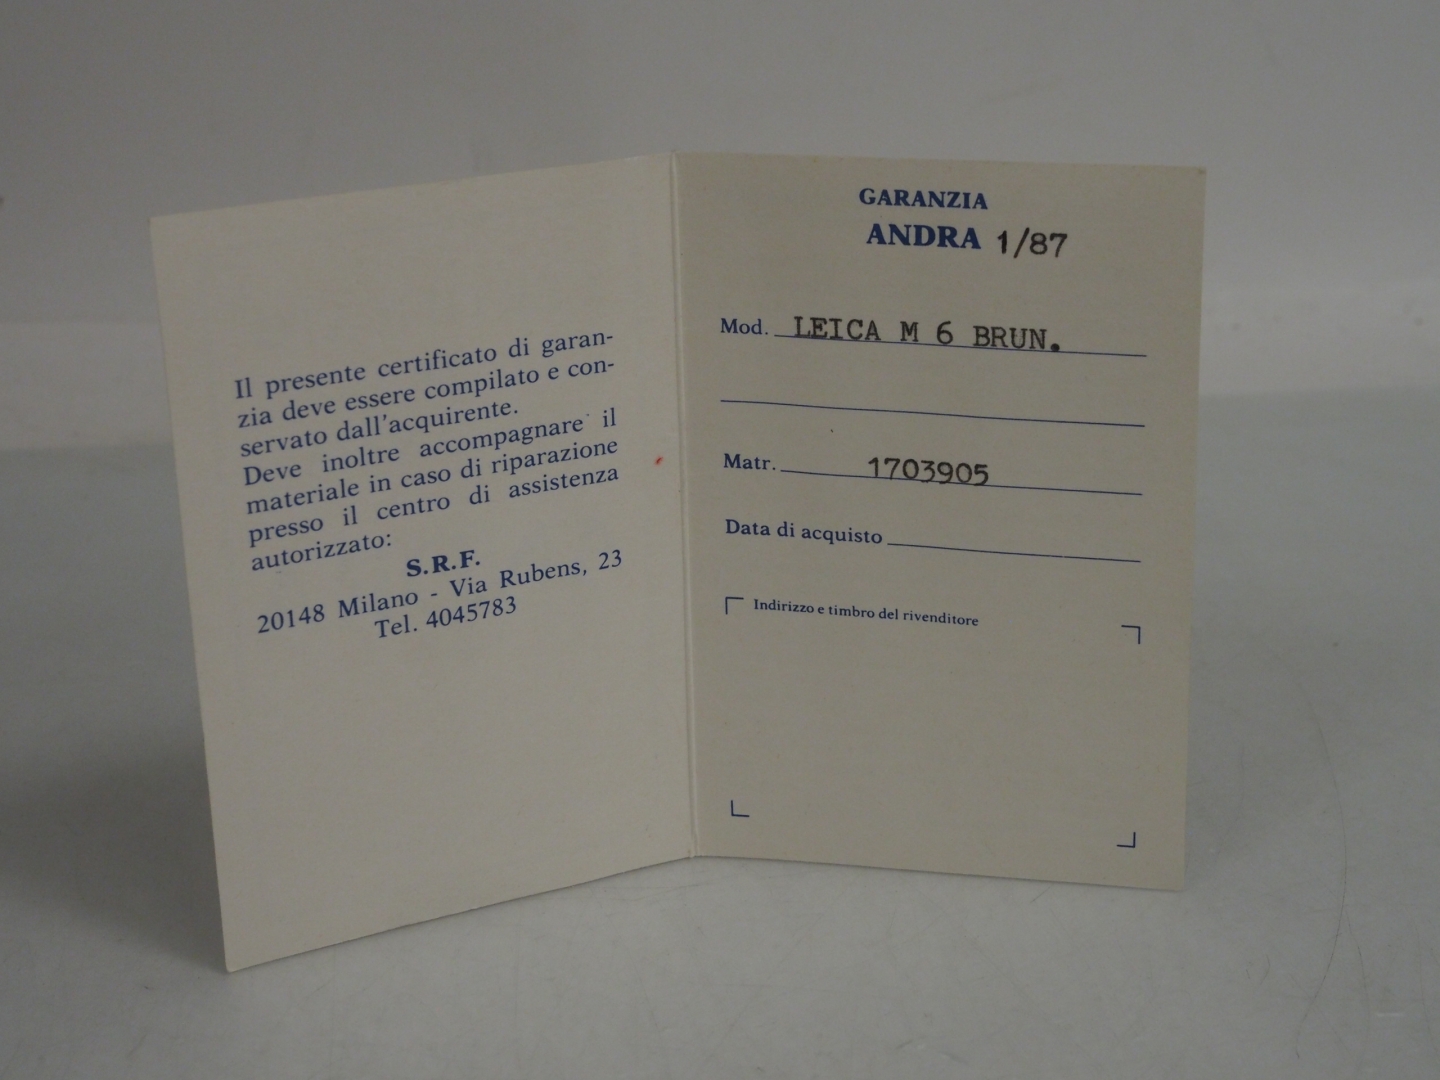 Il presente certificato di garan-
zia deve essere compilato e con-
servato dall'acquirente.
Deve inoltre accompagnare il
materiale in caso di riparazione
presso il centro di assistenza
autorizzato:
S.R.F.
20148 Milano - Via Rubens, 23
Tel. 4045783
GARANZIA
ANDRA 1/87
Mod. LEICA M 6 BRUN.
Matr. 1703905
Data di acquisto
Indirizzo e timbro del rivenditore